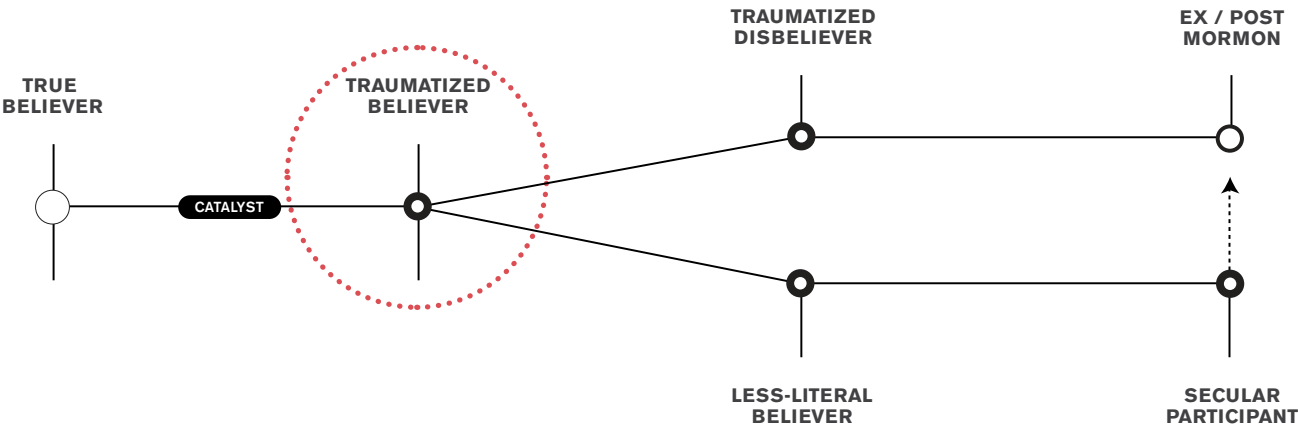 TRUE
BELIEVER
CATALYST
TRAUMATIZED
BELIEVER
TRAUMATIZED
DISBELIEVER
EX / POST
MORMON
LESS-LITERAL
BELIEVER
SECULAR
PARTICIPANT